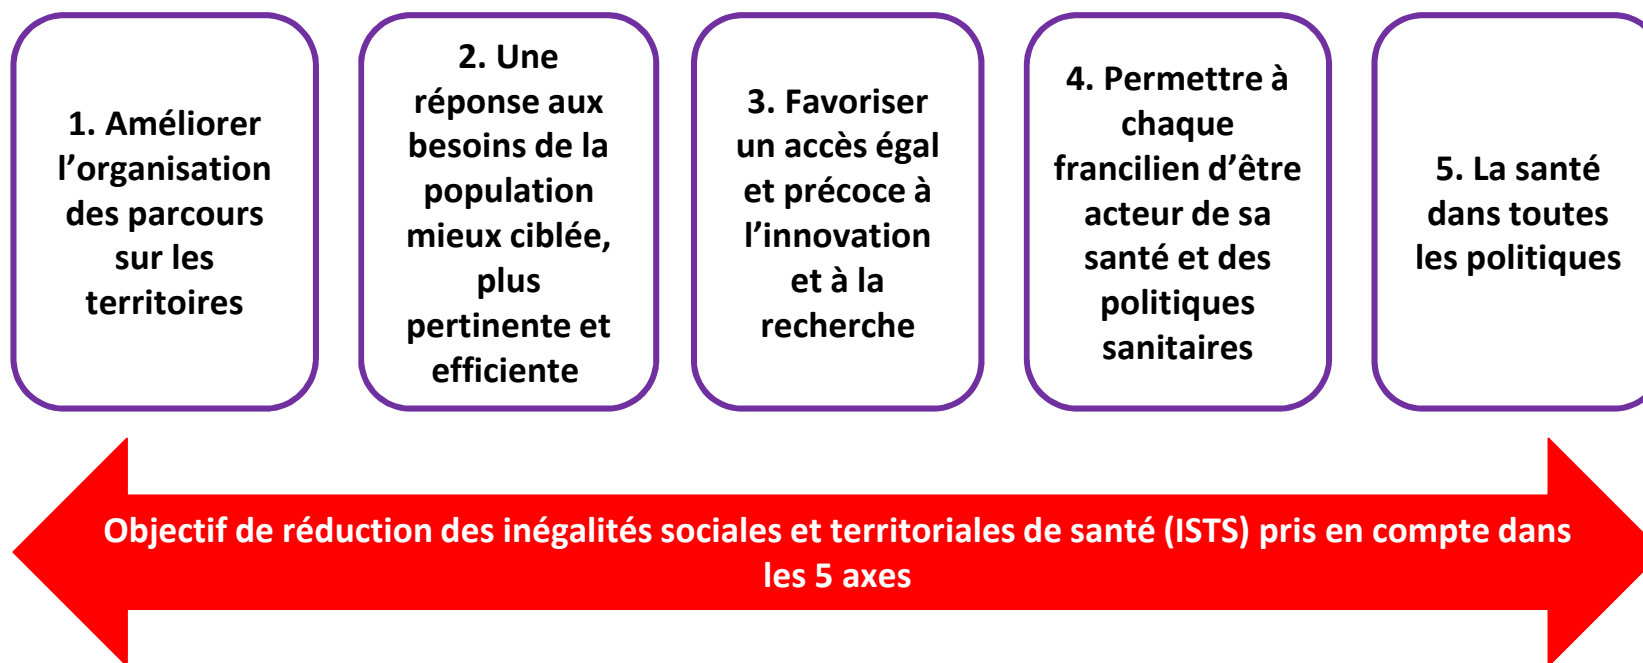 1. Améliorer
l’organisation
des parcours
sur les
territoires
2. Une
réponse aux
besoins de la
population
mieux ciblée,
plus
pertinente et
efficiente
3. Favoriser
un accès égal
et précoce à
l’innovation
et à la
recherche
4. Permettre à
chaque
francilien d’être
acteur de sa
santé et des
politiques
sanitaires
5. La santé
dans toutes
les politiques
Objectif de réduction des inégalités sociales et territoriales de santé (ISTS) pris en compte dans
les 5 axes